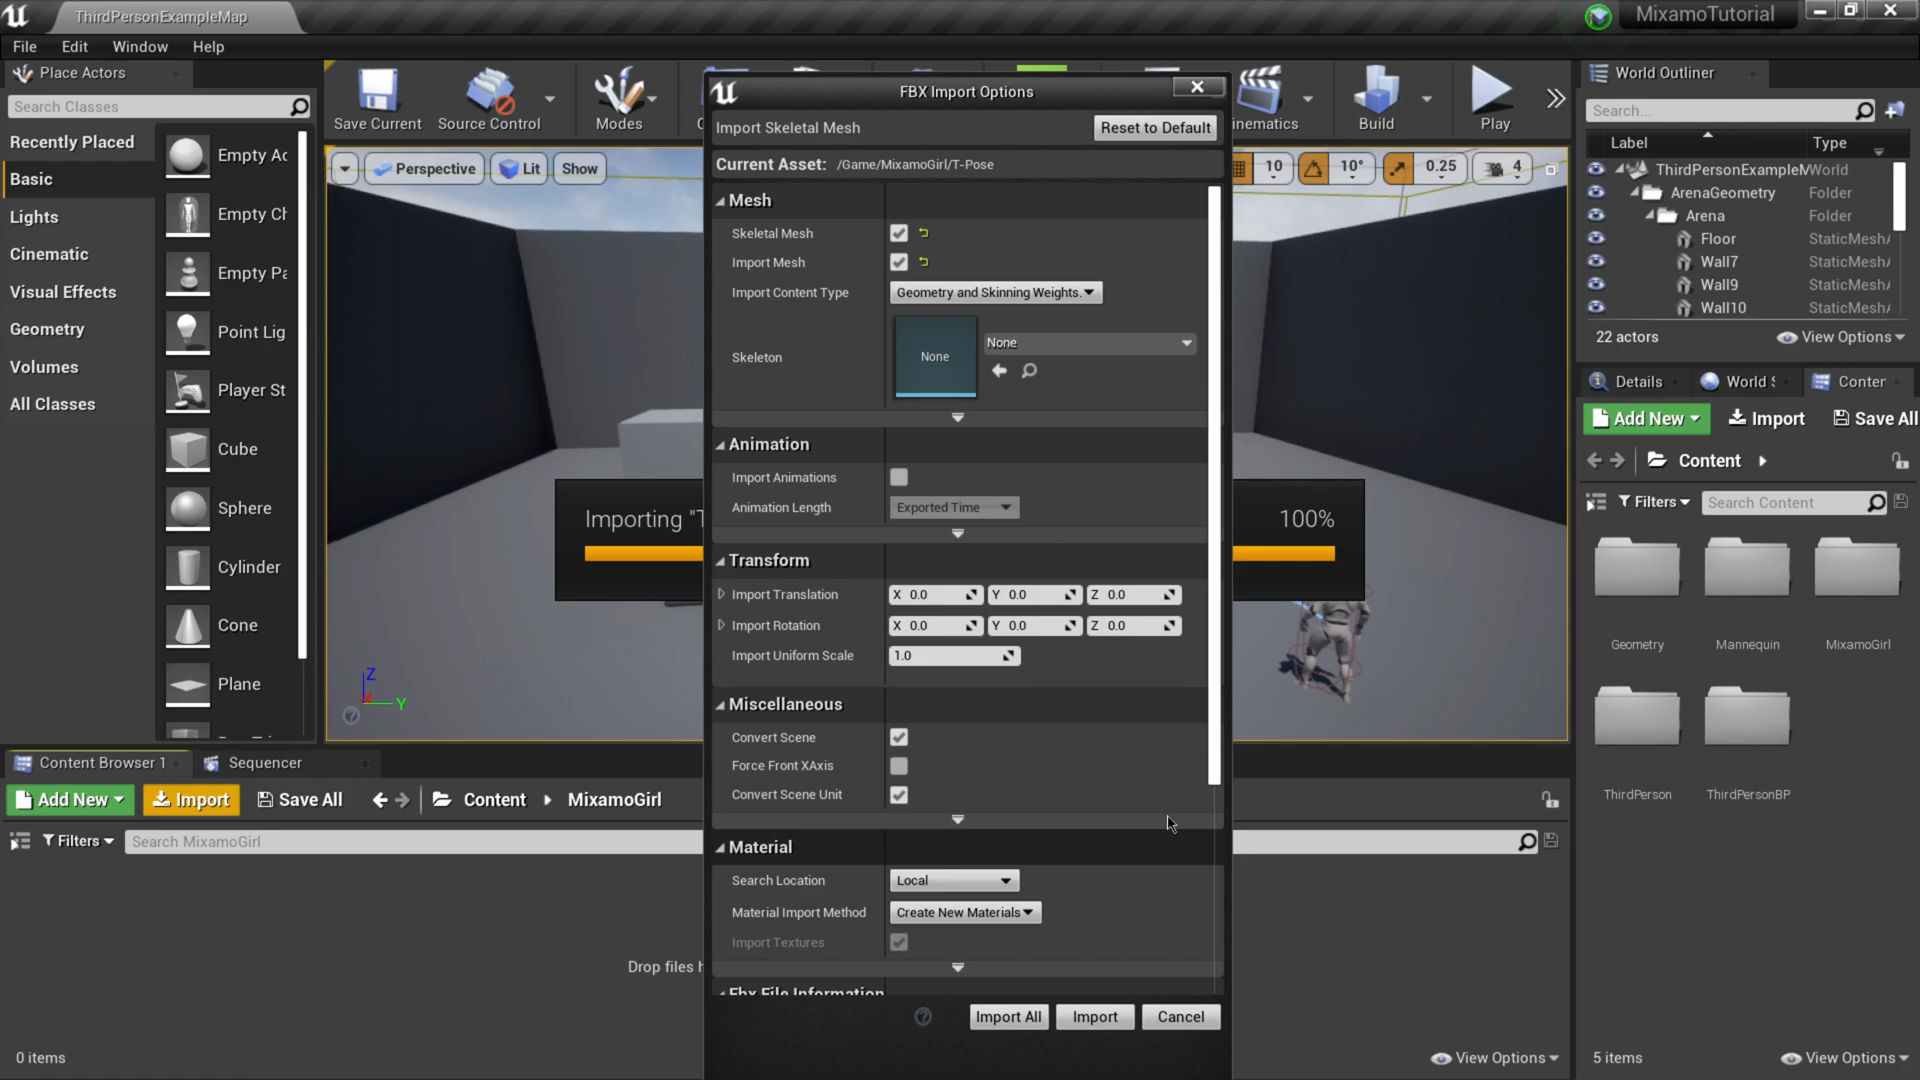 ThirdPersonExampleMap
MixamoTutorial
File Edit Window Help
Place Actors
Search Classes
Recently Placed
Basic
Lights
Cinematic
Visual Effects
Geometry
Volumes
All Classes
Empty Ac
Empty Ch
Empty Pa
Point Lig
Player St
Cube
Sphere
Cylinder
Cone
Plane
Save Current
Source Control
Modes
inematics
Build
Play
Perspective
Lit
Show
10
10°
0.25
4
Importing "T
100%
Z
X
Y
FBX Import Options
Import Skeletal Mesh
Reset to Default
Current Asset: /Game/MixamoGirl/T-Pose
Mesh
Skeletal Mesh
Import Mesh
Import Content Type Geometry and Skinning Weights.
Skeleton None None
Animation
Import Animations
Animation Length Exported Time
Transform
Import Translation X 0.0 Y 0.0 Z 0.0
Import Rotation X 0.0 Y 0.0 Z 0.0
Import Uniform Scale 1.0
Miscellaneous
Convert Scene
Force Front XAxis
Convert Scene Unit
Material
Search Location Local
Material Import Method Create New Materials
Import Textures
Fbx File Information
Import All Import Cancel
World Outliner
Search...
Label Type
ThirdPersonExampleM World
ArenaGeometry Folder
Arena Folder
Floor StaticMesh
Wall7 StaticMesh
Wall9 StaticMesh
Wall10 StaticMesh
22 actors
View Options
Details
World S
Conter
Add New Import Save All
Content
Filters
Search Content
Geometry
Mannequin
MixamoGirl
ThirdPerson
ThirdPersonBP
5 items
View Options
Content Browser 1
Sequencer
Add New Import Save All
Content MixamoGirl
Filters
Search MixamoGirl
Drop files h
0 items
View Options